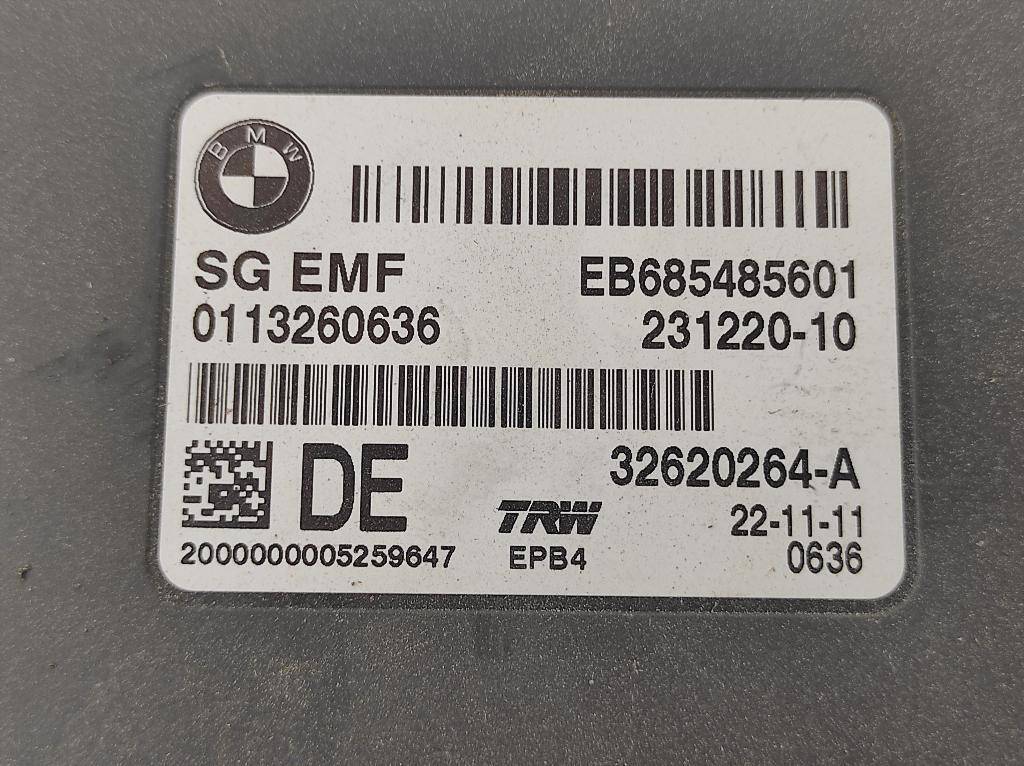 BMW
SG EMF EB685485601
0113260636 231220-10
DE 32620264-A
TRW 22-11-11
2000000005259647 EPB4 0636